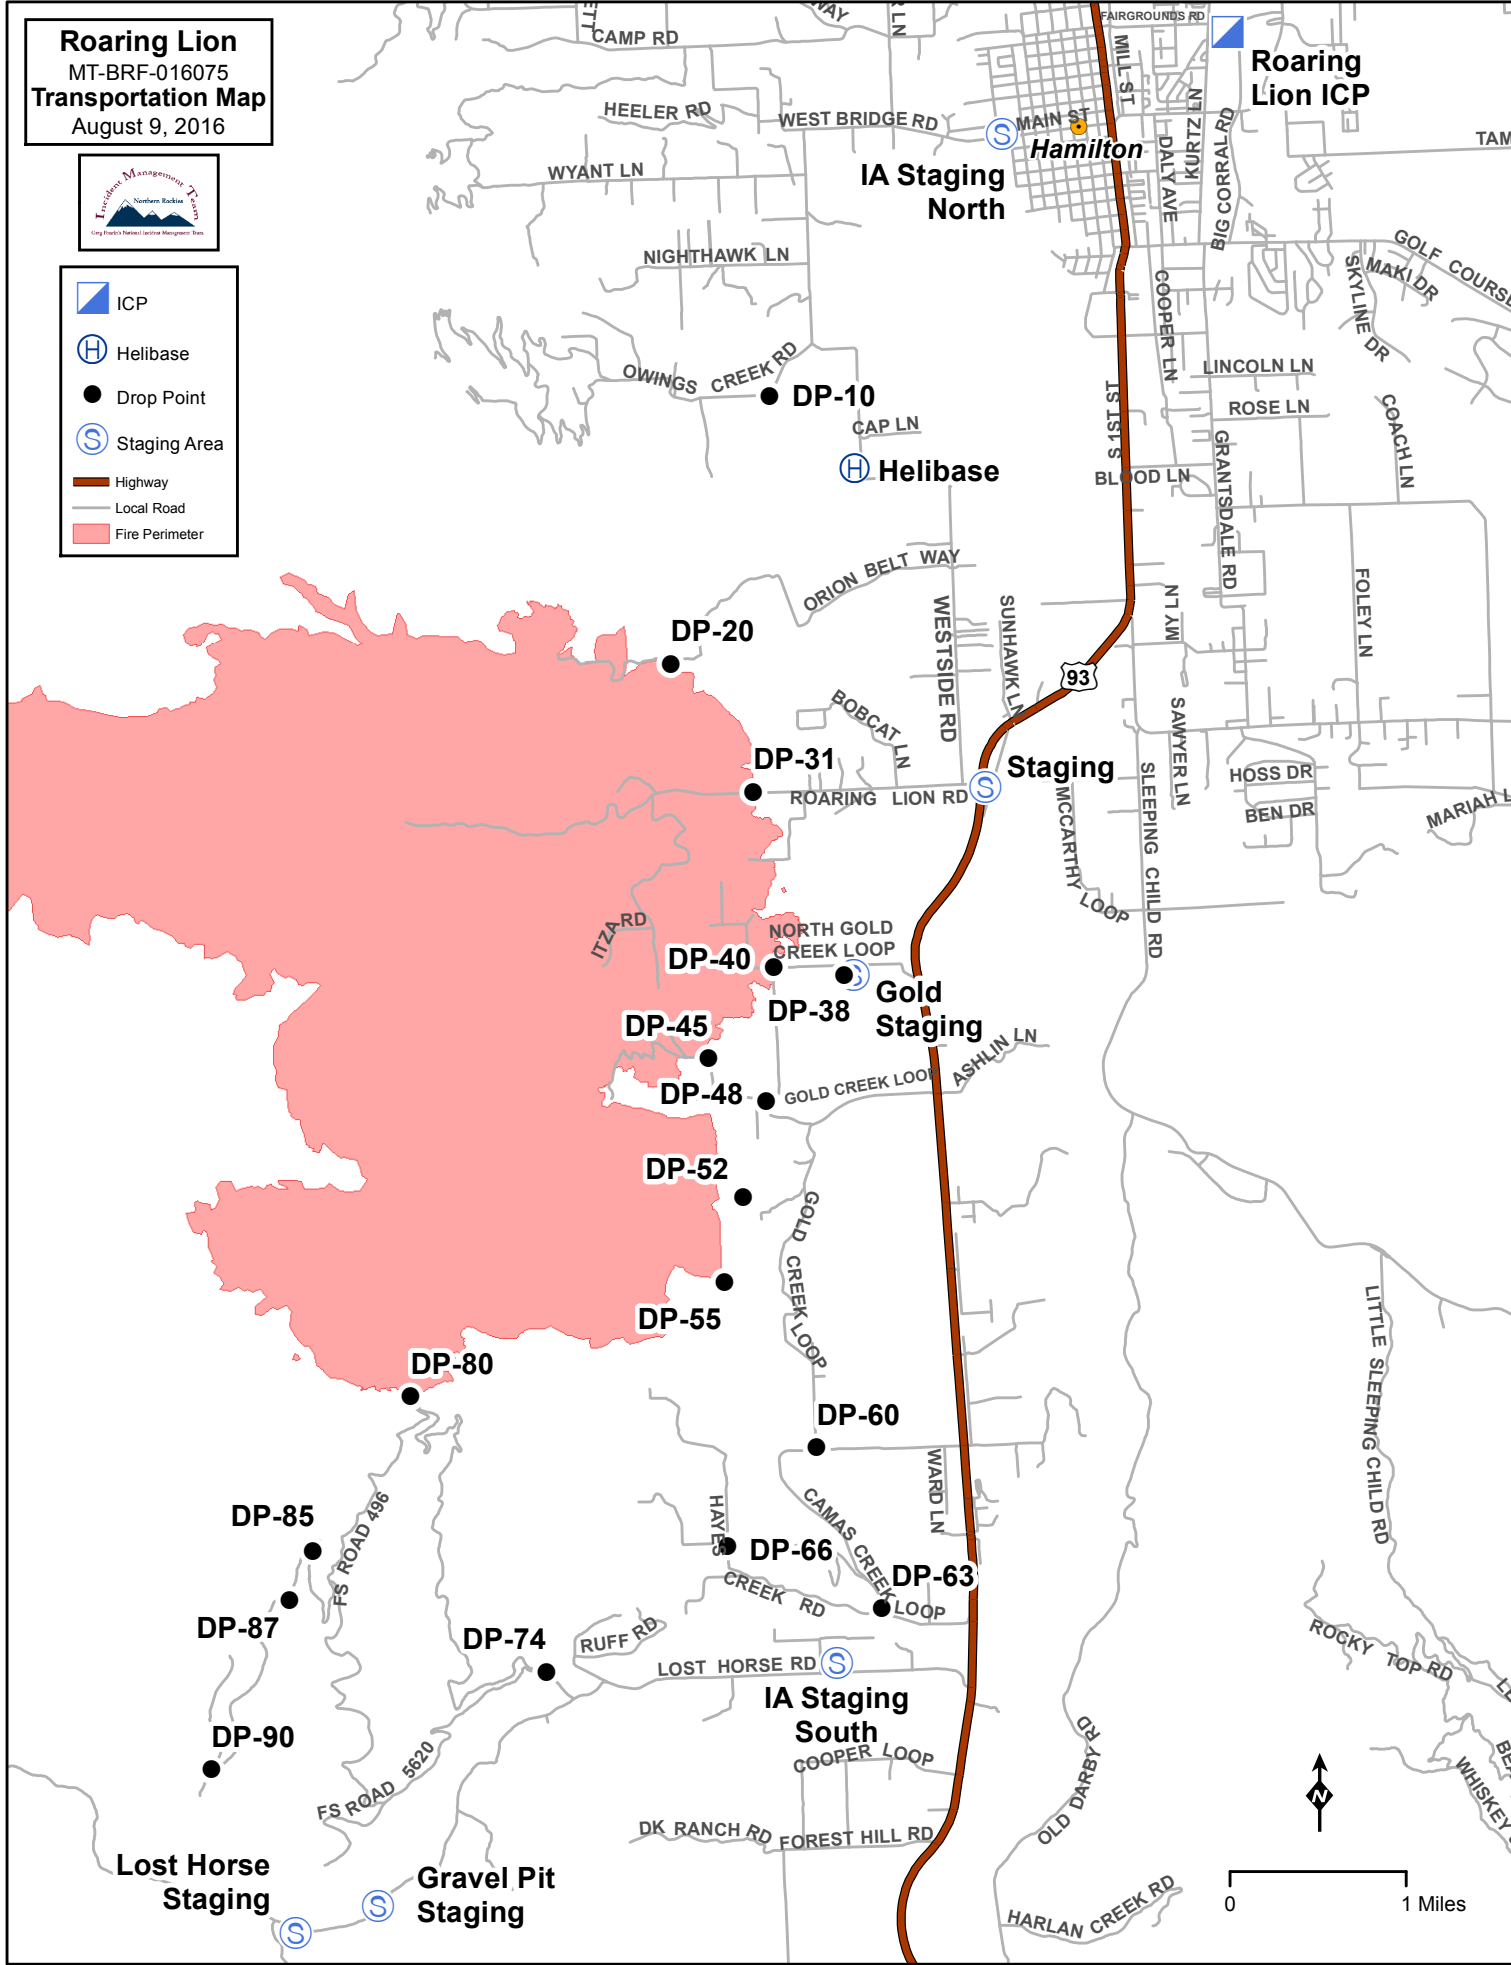 Roaring Lion
MT-BRF-016075
Transportation Map
August 9, 2016
Incident Management Team
Northern Rockies
ICP
Helibase
Drop Point
Staging Area
Highway
Local Road
Fire Perimeter
CAMP RD
HEELER RD
WEST BRIDGE RD
WYANT LN
NIGHTHAWK LN
OWINGS CREEK RD
FAIRGROUNDS RD
MILL ST
MAIN ST
Hamilton
KURTZ LN
DALY AVE
BIG CORRAL RD
Roaring
Lion ICP
IA Staging
North
GOLF COURSE
MAKI DR
SKYLINE DR
COOPER LN
LINCOLN LN
ROSE LN
COACH LN
S 1ST ST
BLOOD LN
GRANTSDALE RD
DP-10
CAP LN
Helibase
ORION BELT WAY
WESTSIDE RD
SUNHAWK LN
MY LN
FOLEY LN
93
DP-20
BOBCAT LN
SAWYER LN
DP-31
ROARING LION RD
Staging
HOSS DR
BEN DR
MARIAH L
MCCARTHY LOOP
SLEEPING CHILD RD
ITZA RD
NORTH GOLD
CREEK LOOP
DP-40
DP-38
Gold
Staging
DP-45
DP-48
GOLD CREEK LOOP
ASHLIN LN
DP-52
GOLD CREEK LOOP
DP-55
DP-80
DP-60
LITTLE SLEEPING CHILD RD
WARD LN
CAMAS CREEK LOOP
HAYES CREEK RD
DP-66
DP-63
DP-85
FS ROAD 496
DP-87
DP-74
RUFF RD
LOST HORSE RD
IA Staging
South
ROCKY TOP RD
DP-90
FS ROAD 5620
COOPER LOOP
OLD DARBY RD
WHISKEY
DK RANCH RD
FOREST HILL RD
Lost Horse
Staging
Gravel Pit
Staging
HARLAN CREEK RD
N
0 1 Miles